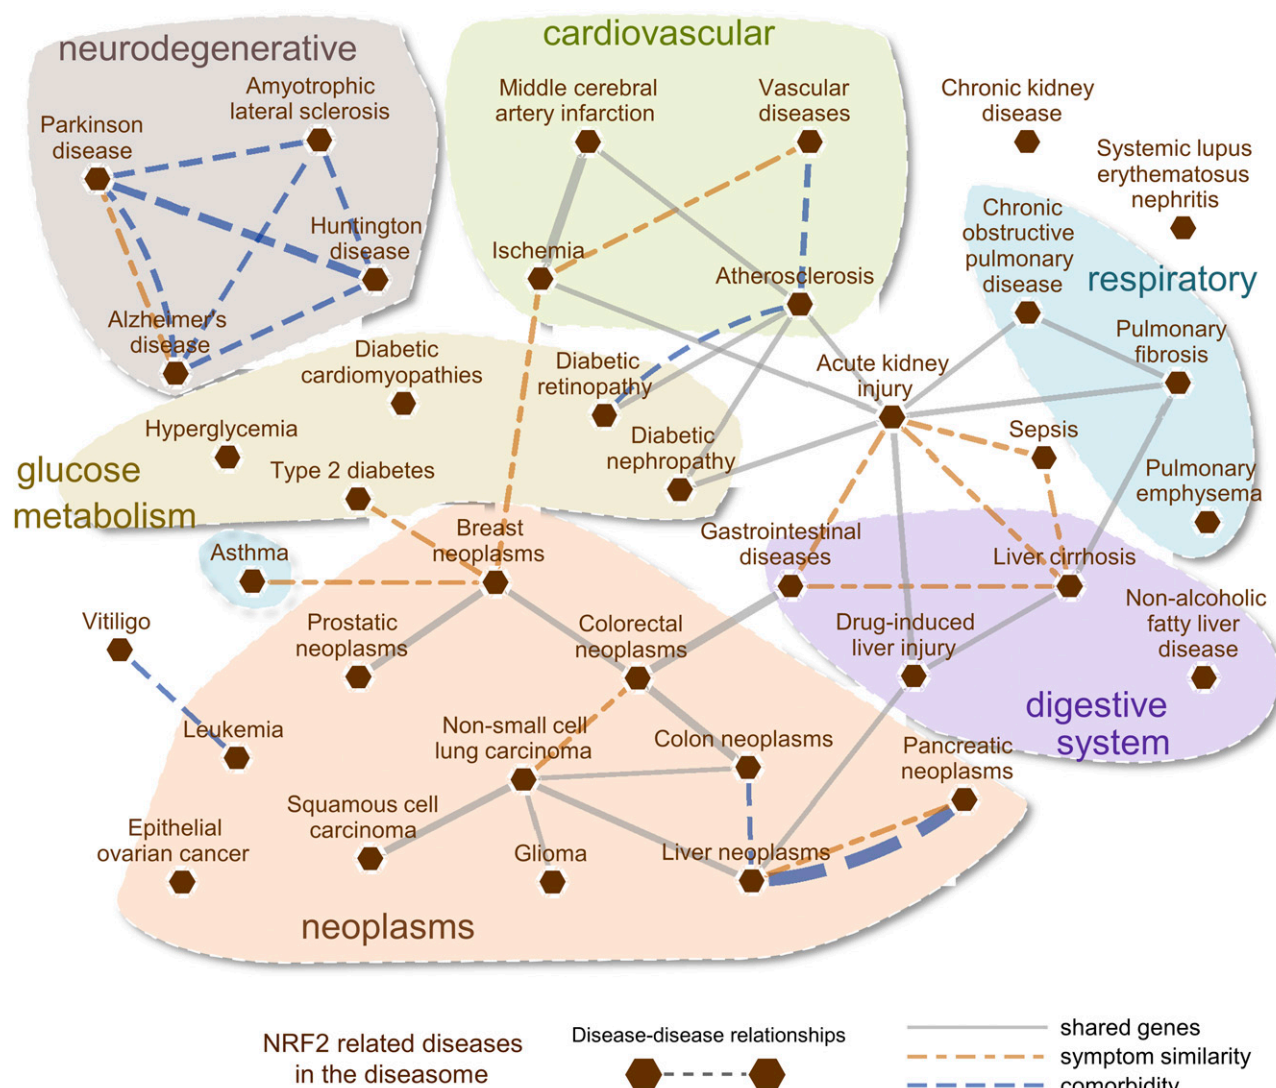 neurodegenerative
cardiovascular
Amyotrophic
lateral sclerosis
Parkinson
disease
Huntington
disease
Alzheimer's
disease
Middle cerebral
artery infarction
Vascular
diseases
Ischemia
Atherosclerosis
Chronic kidney
disease
Systemic lupus
erythematosus
nephritis
Chronic
obstructive
pulmonary
disease
respiratory
Pulmonary
fibrosis
Diabetic
cardiomyopathies
Diabetic
retinopathy
Acute kidney
injury
Hyperglycemia
Type 2 diabetes
Diabetic
nephropathy
Sepsis
Pulmonary
emphysema
glucose
metabolism
Breast
neoplasms
Gastrointestinal
diseases
Liver cirrhosis
Asthma
Vitiligo
Prostatic
neoplasms
Colorectal
neoplasms
Drug-induced
liver injury
Non-alcoholic
fatty liver
disease
digestive
system
Leukemia
Non-small cell
lung carcinoma
Colon neoplasms
Pancreatic
neoplasms
Squamous cell
carcinoma
Epithelial
ovarian cancer
Glioma
Liver neoplasms
neoplasms
NRF2 related diseases
in the diseasome
Disease-disease relationships
shared genes
symptom similarity
comorbidity